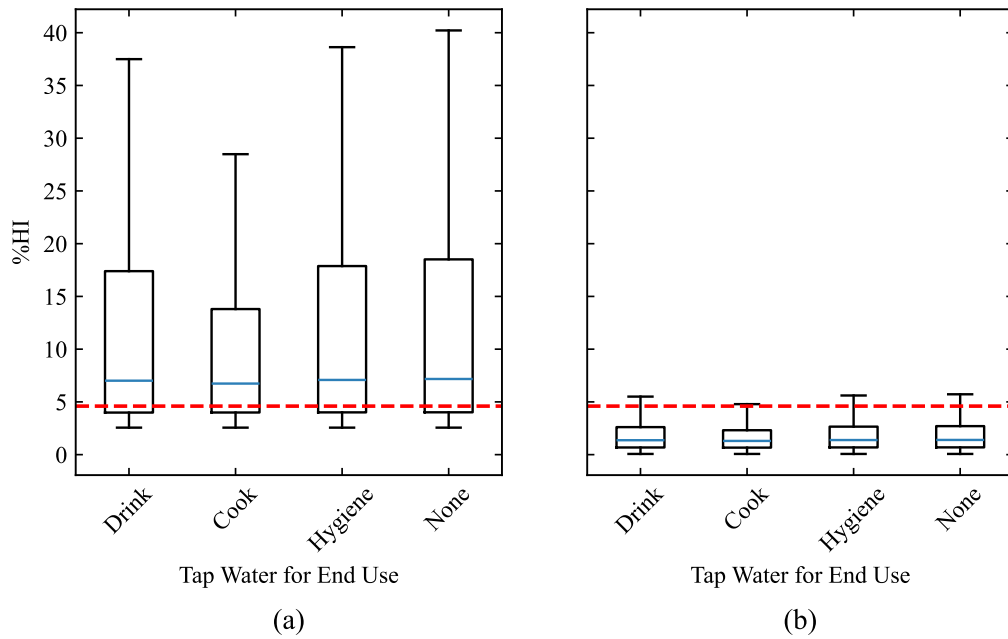 40
35
30
25
20
15
10
5
0
%HI
Drink
Cook
Hygiene
None
Tap Water for End Use
(a)
Drink
Cook
Hygiene
None
Tap Water for End Use
(b)